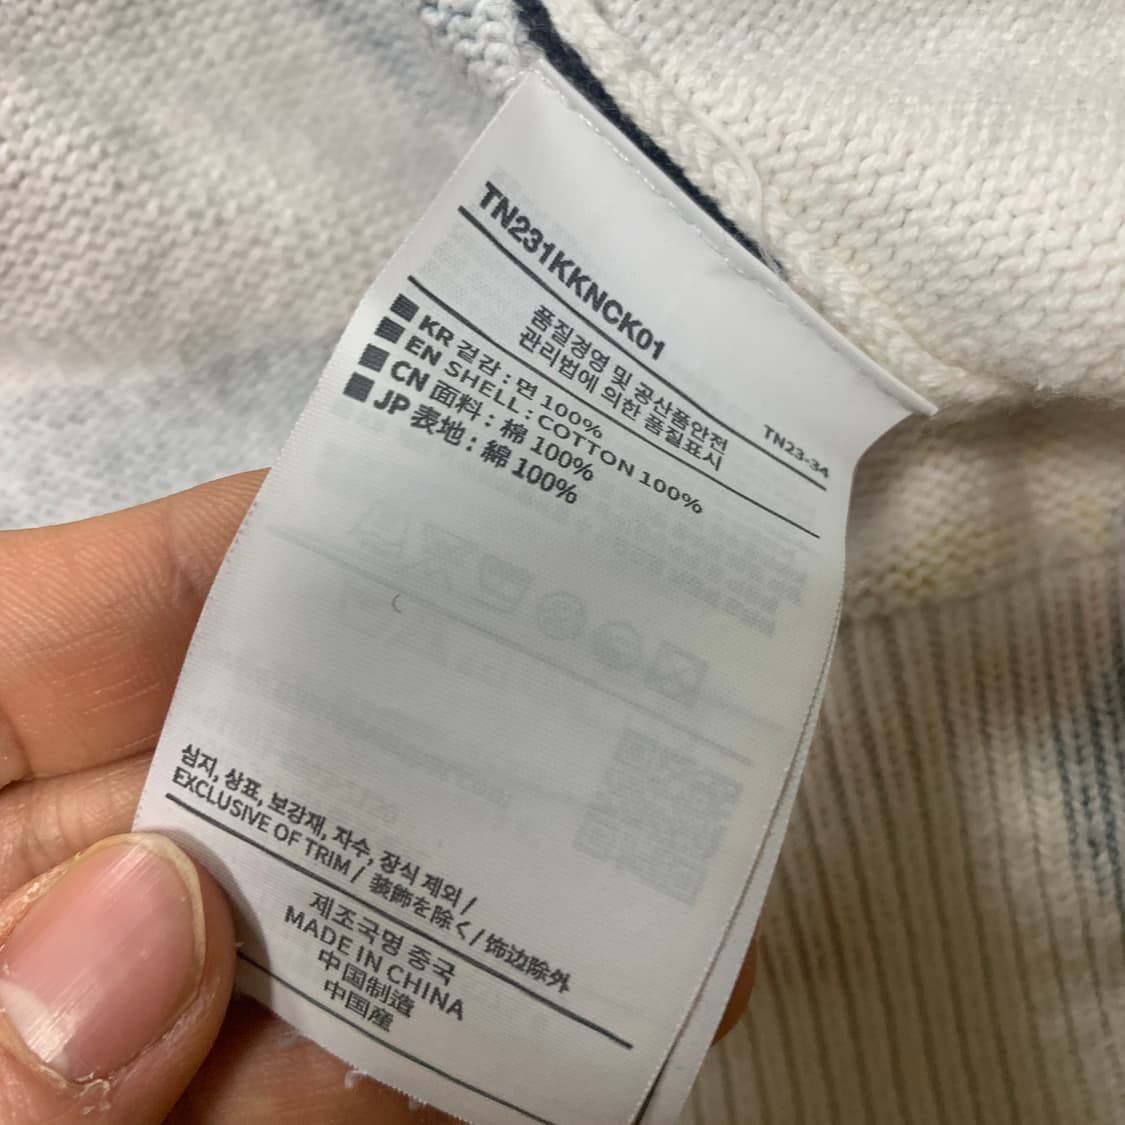 TN231KKNCK01
TN23-34
품질경영 및 공산품안전
관리법에 의한 품질표시
KR 겉감 : 면 100%
EN SHELL : COTTON 100%
CN 面料 : 棉 100%
JP 表地 : 綿 100%
심지, 상표, 보강재, 자수, 장식 제외 /
EXCLUSIVE OF TRIM / 装飾を除く / 饰边除外
제조국명 중국
MADE IN CHINA
中国制造
中国産